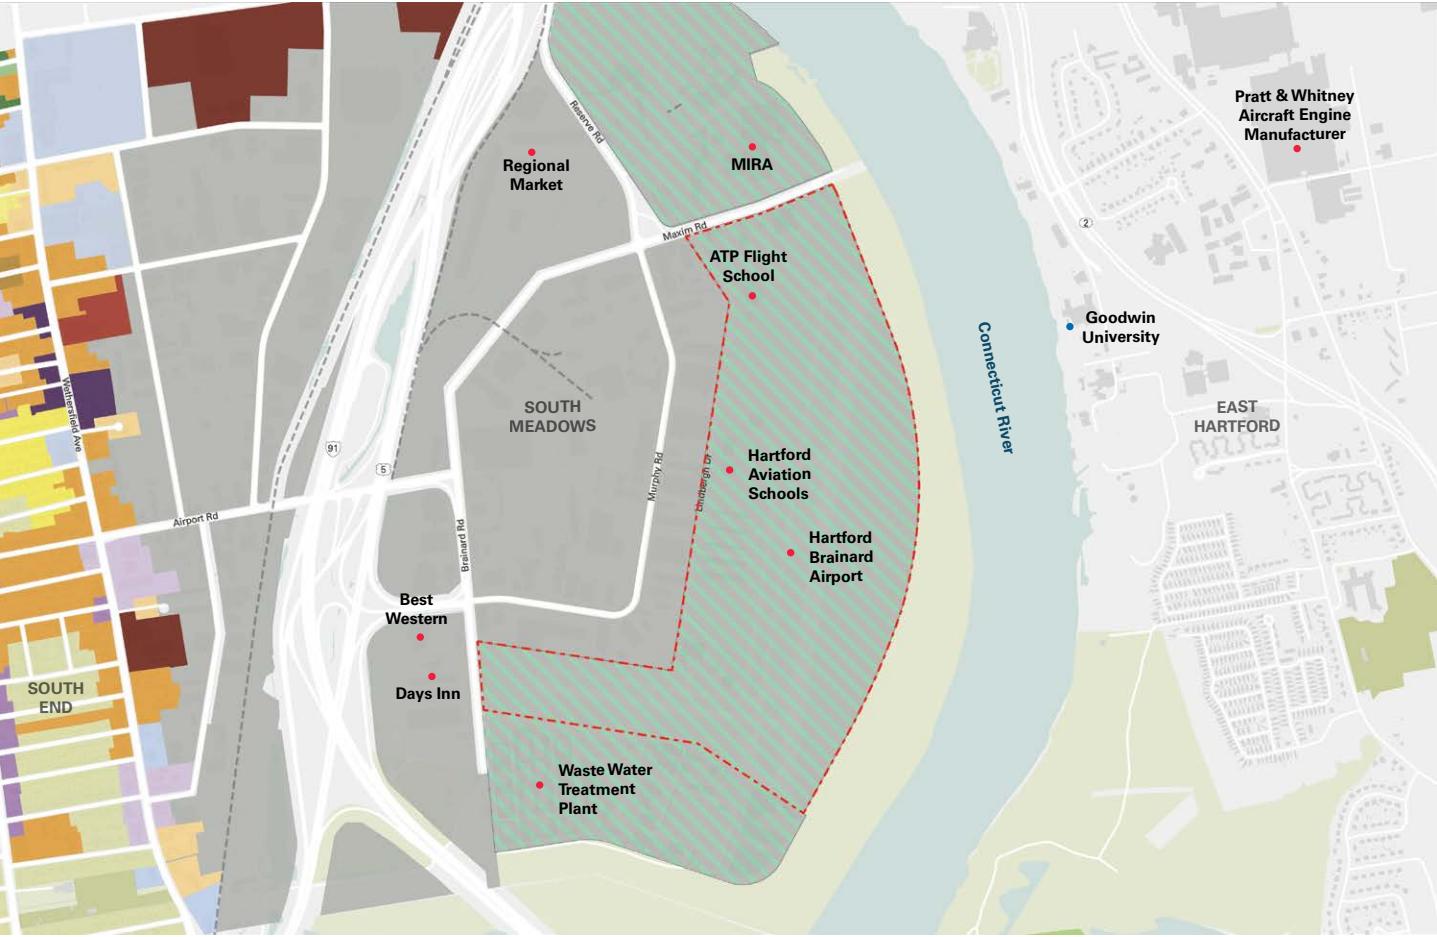 Pratt & Whitney
Aircraft Engine
Manufacturer
Reserve Rd
Regional
Market
MIRA
Maxim Rd
2
ATP Flight
School
Goodwin
University
Connecticut River
Wethersfield Ave
SOUTH
MEADOWS
EAST
HARTFORD
91
5
Murphy Rd
Lindbergh Dr
Hartford
Aviation
Schools
Airport Rd
Brainard Rd
Hartford
Brainard
Airport
Best
Western
Days Inn
SOUTH
END
Waste Water
Treatment
Plant